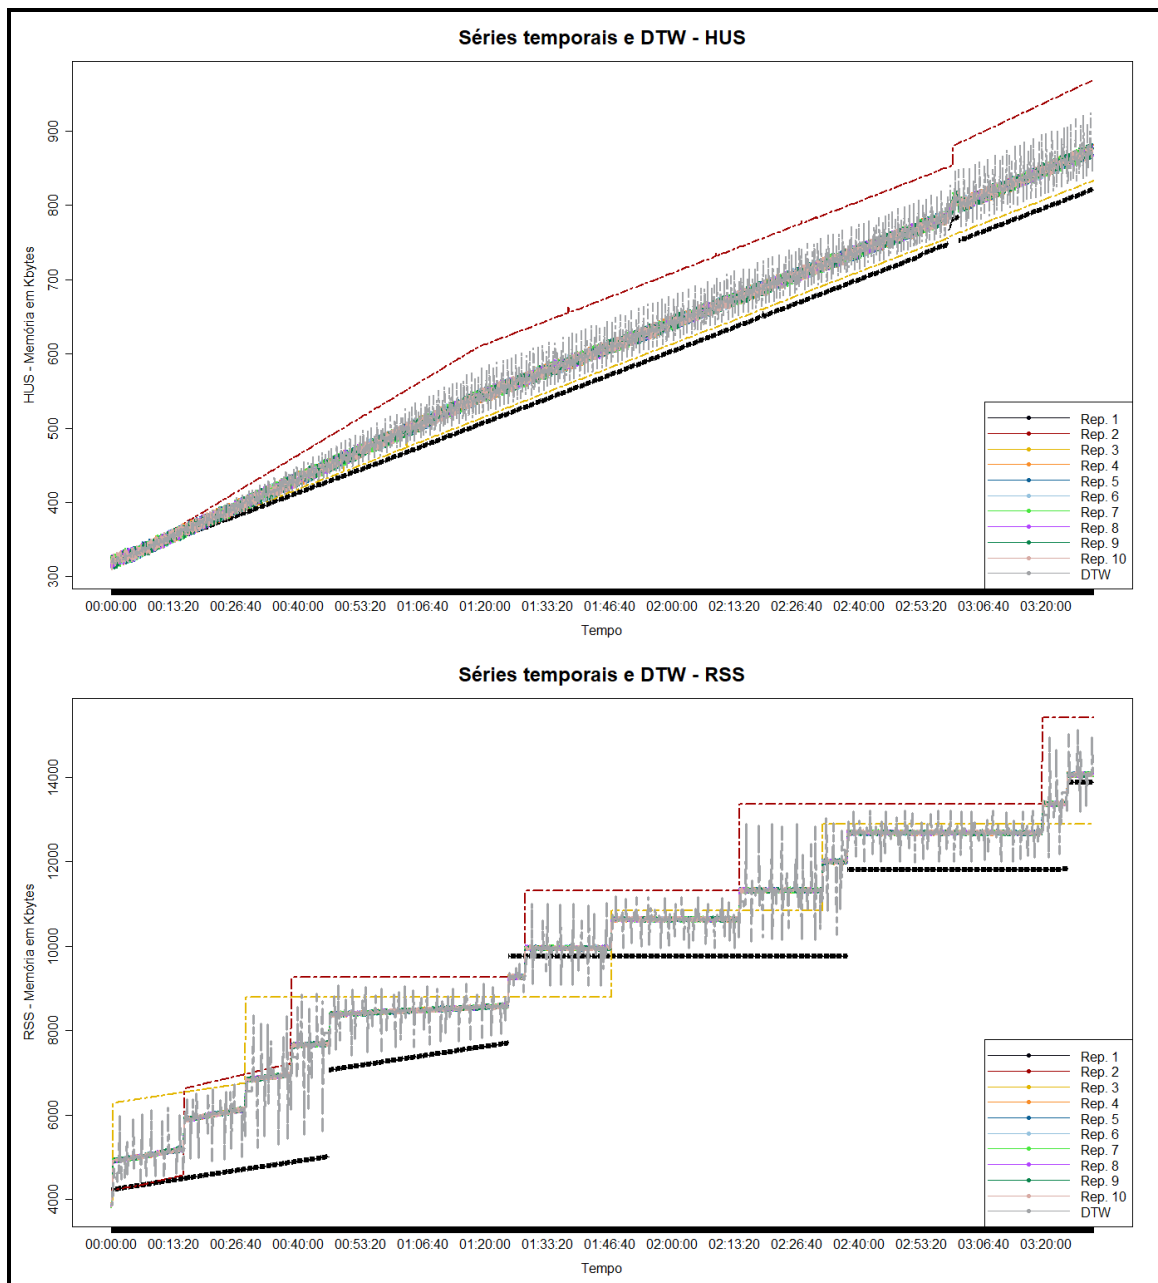 Séries temporais e DTW - HUS
HUS - Memória em Kbytes
900
800
700
600
500
400
300
Rep. 1
Rep. 2
Rep. 3
Rep. 4
Rep. 5
Rep. 6
Rep. 7
Rep. 8
Rep. 9
Rep. 10
DTW
00:00:00 00:13:20 00:26:40 00:40:00 00:53:20 01:06:40 01:20:00 01:33:20 01:46:40 02:00:00 02:13:20 02:26:40 02:40:00 02:53:20 03:06:40 03:20:00
Tempo
Séries temporais e DTW - RSS
RSS - Memória em Kbytes
14000
12000
10000
8000
6000
4000
Rep. 1
Rep. 2
Rep. 3
Rep. 4
Rep. 5
Rep. 6
Rep. 7
Rep. 8
Rep. 9
Rep. 10
DTW
00:00:00 00:13:20 00:26:40 00:40:00 00:53:20 01:06:40 01:20:00 01:33:20 01:46:40 02:00:00 02:13:20 02:26:40 02:40:00 02:53:20 03:06:40 03:20:00
Tempo